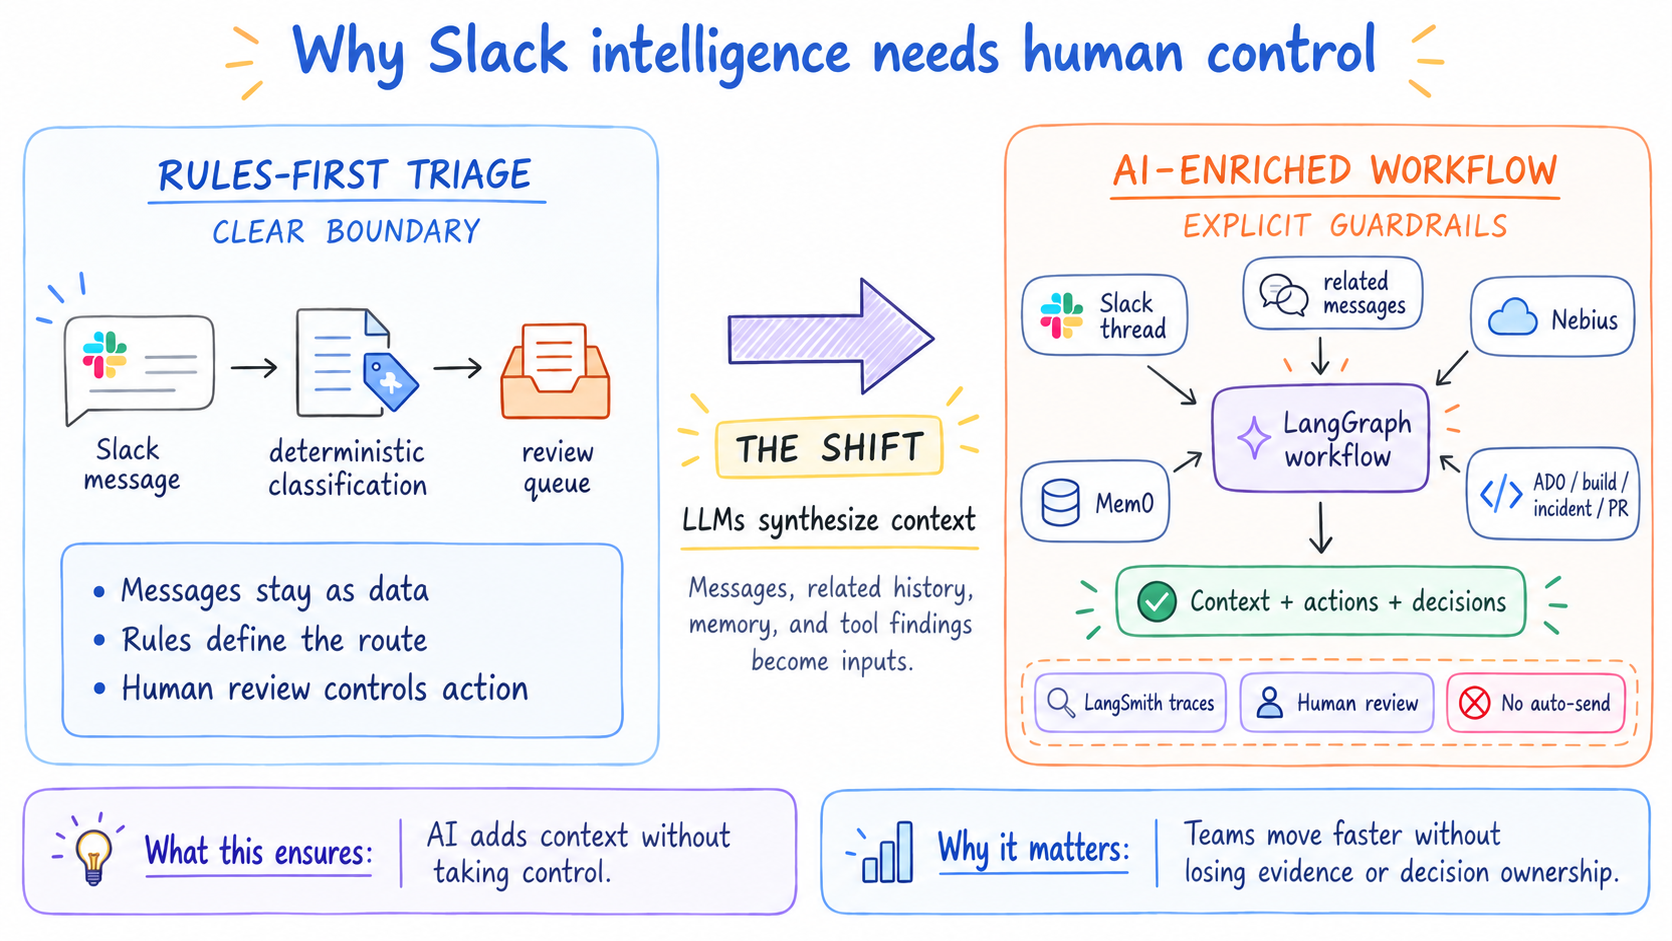 Why Slack intelligence needs human control
RULES-FIRST TRIAGE
CLEAR BOUNDARY
Slack
message
deterministic
classification
review
queue
• Messages stay as data
• Rules define the route
• Human review controls action
THE SHIFT
LLMs synthesize context
Messages, related history,
memory, and tool findings
become inputs.
AI-ENRICHED WORKFLOW
EXPLICIT GUARDRAILS
Slack
thread
related
messages
Nebius
LangGraph
workflow
Mem0
</> ADO / build /
incident / PR
Context + actions + decisions
LangSmith traces
Human review
No auto-send
What this ensures:
AI adds context without
taking control.
Why it matters:
Teams move faster without
losing evidence or decision ownership.